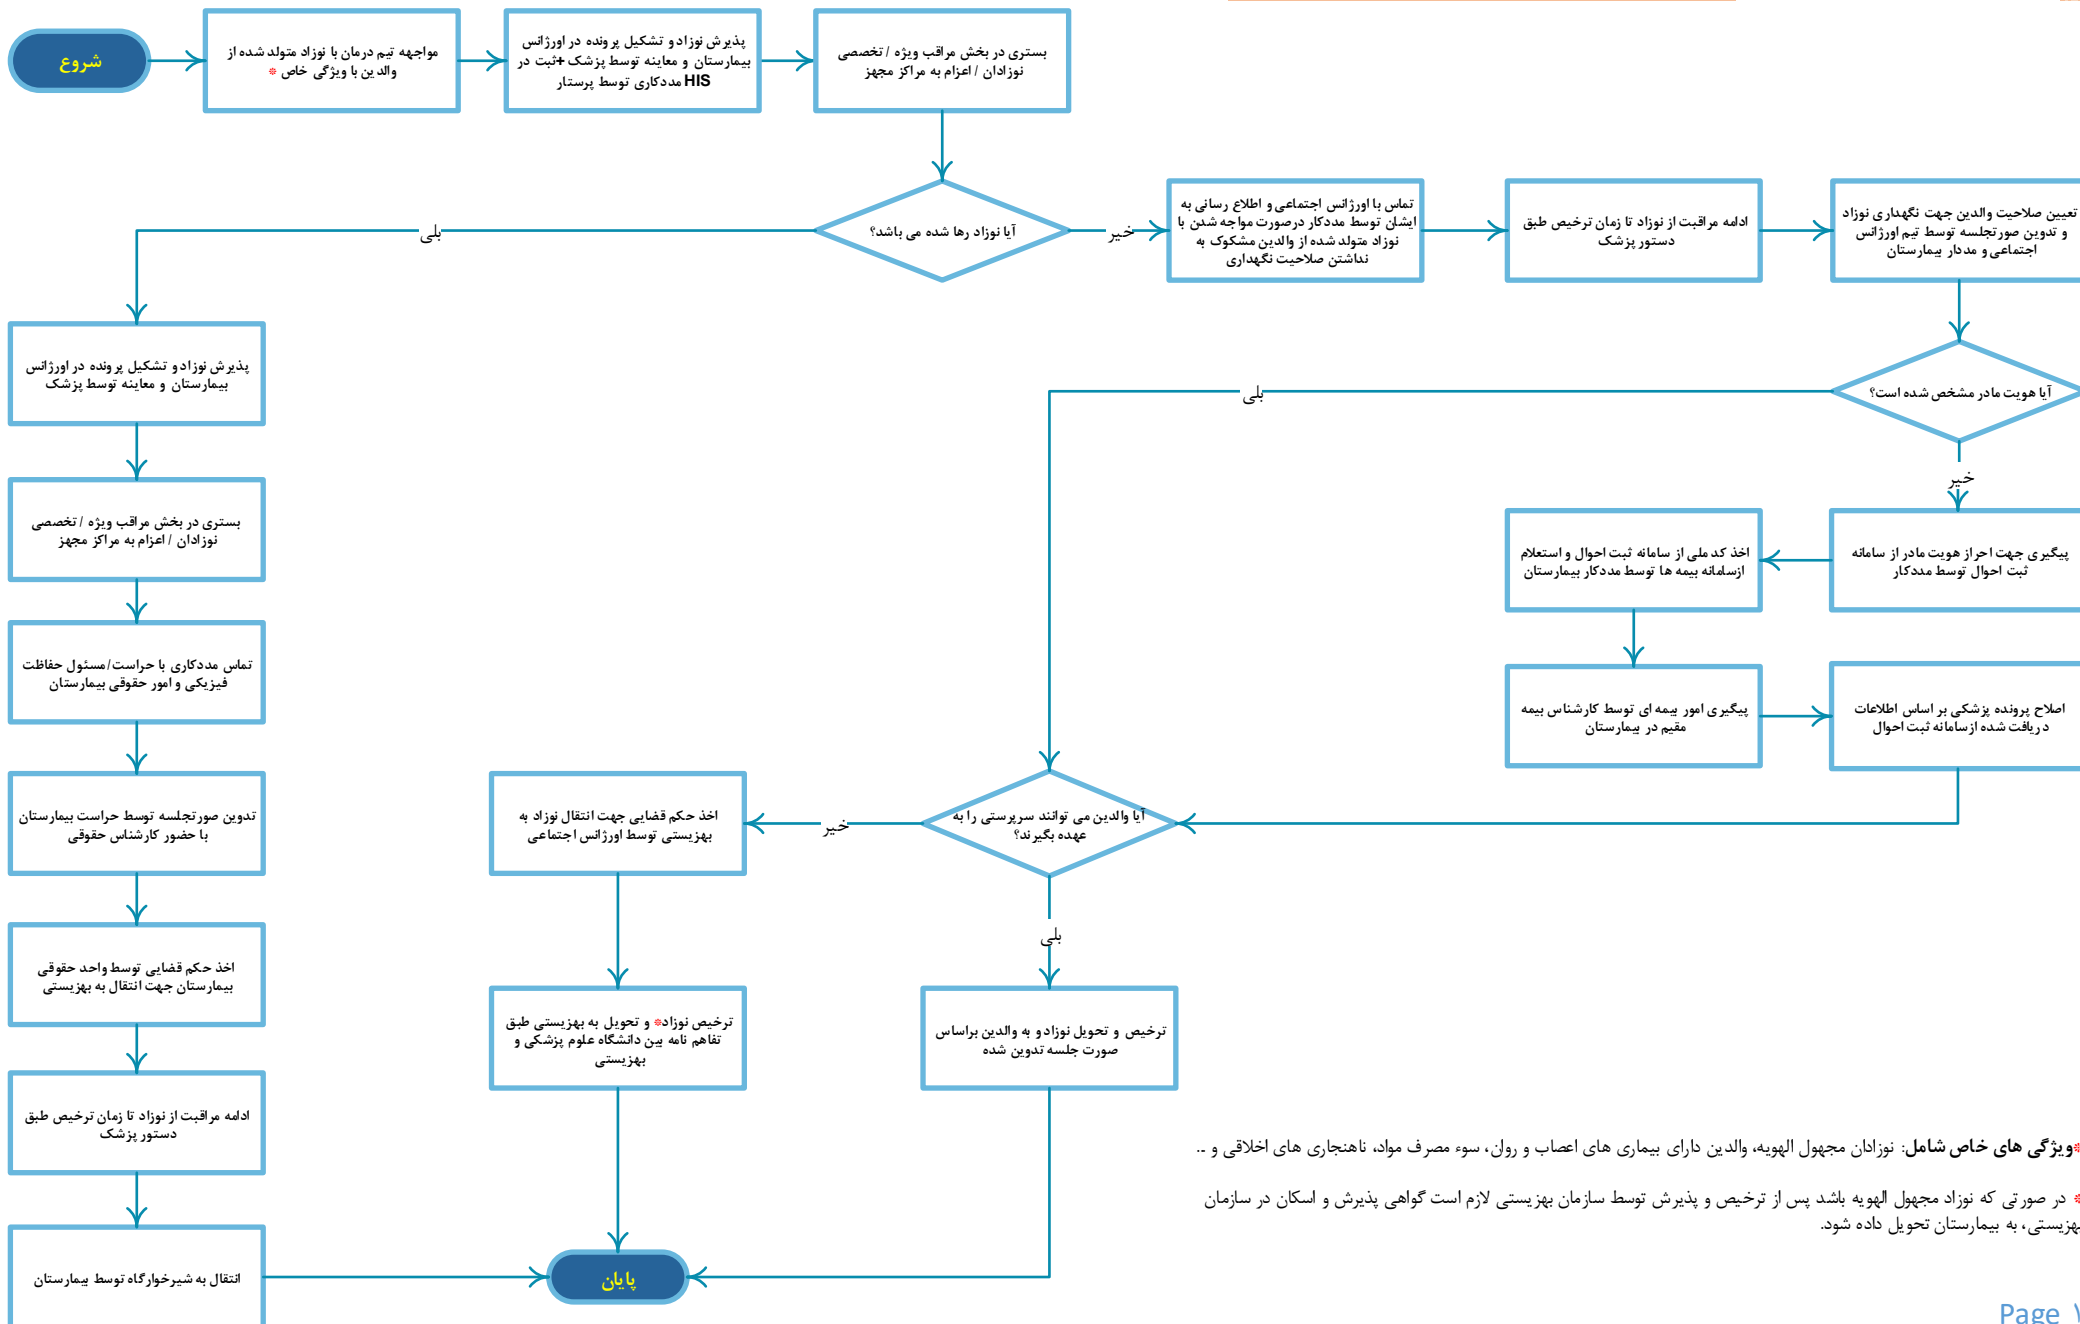 شروع
مواجهه تیم درمان با نوزاد متولد شده از
والدین با ویژگی خاص *
پذیرش نوزاد و تشکیل پرونده در اورژانس
بیمارستان و معاینه توسط پزشک +ثبت در
HIS مددکاری توسط پرستار
بستری در بخش مراقب ویژه / تخصصی
نوزادان / اعزام به مراکز مجهز
آیا نوزاد رها شده می باشد؟
بلی
خیر
تماس با اورژانس اجتماعی و اطلاع رسانی به
ایشان توسط مددکار درصورت مواجه شدن با
نوزاد متولد شده از والدین مشکوک به
نداشتن صلاحیت نگهداری
ادامه مراقبت از نوزاد تا زمان ترخیص طبق
دستور پزشک
تعیین صلاحیت والدین جهت نگهداری نوزاد
و تدوین صورتجلسه توسط تیم اورژانس
اجتماعی و مددار بیمارستان
آیا هویت مادر مشخص شده است؟
بلی
خیر
پیگیری جهت احراز هویت مادر از سامانه
ثبت احوال توسط مددکار
اخذ کد ملی از سامانه ثبت احوال و استعلام
ازسامانه بیمه ها توسط مددکار بیمارستان
پیگیری امور بیمه ای توسط کارشناس بیمه
مقیم در بیمارستان
اصلاح پرونده پزشکی بر اساس اطلاعات
دریافت شده ازسامانه ثبت احوال
آیا والدین می توانند سرپرستی را به
عهده بگیرند؟
خیر
بلی
اخذ حکم قضایی جهت انتقال نوزاد به
بهزیستی توسط اورژانس اجتماعی
ترخیص نوزاد* و تحویل به بهزیستی طبق
تفاهم نامه بین دانشگاه علوم پزشکی و
بهزیستی
ترخیص و تحویل نوزاد و به والدین براساس
صورت جلسه تدوین شده
پذیرش نوزاد و تشکیل پرونده در اورژانس
بیمارستان و معاینه توسط پزشک
بستری در بخش مراقب ویژه / تخصصی
نوزادان / اعزام به مراکز مجهز
تماس مددکاری با حراست/مسئول حفاظت
فیزیکی و امور حقوقی بیمارستان
تدوین صورتجلسه توسط حراست بیمارستان
با حضور کارشناس حقوقی
اخذ حکم قضایی توسط واحد حقوقی
بیمارستان جهت انتقال به بهزیستی
ادامه مراقبت از نوزاد تا زمان ترخیص طبق
دستور پزشک
انتقال به شیرخوارگاه توسط بیمارستان
پایان
*ویژگی های خاص شامل: نوزادان مجهول الهویه، والدین دارای بیماری های اعصاب و روان، سوء مصرف مواد، ناهنجاری های اخلاقی و ..
* در صورتی که نوزاد مجهول الهویه باشد پس از ترخیص و پذیرش توسط سازمان بهزیستی لازم است گواهی پذیرش و اسکان در سازمان
بهزیستی، به بیمارستان تحویل داده شود.
Page ۱